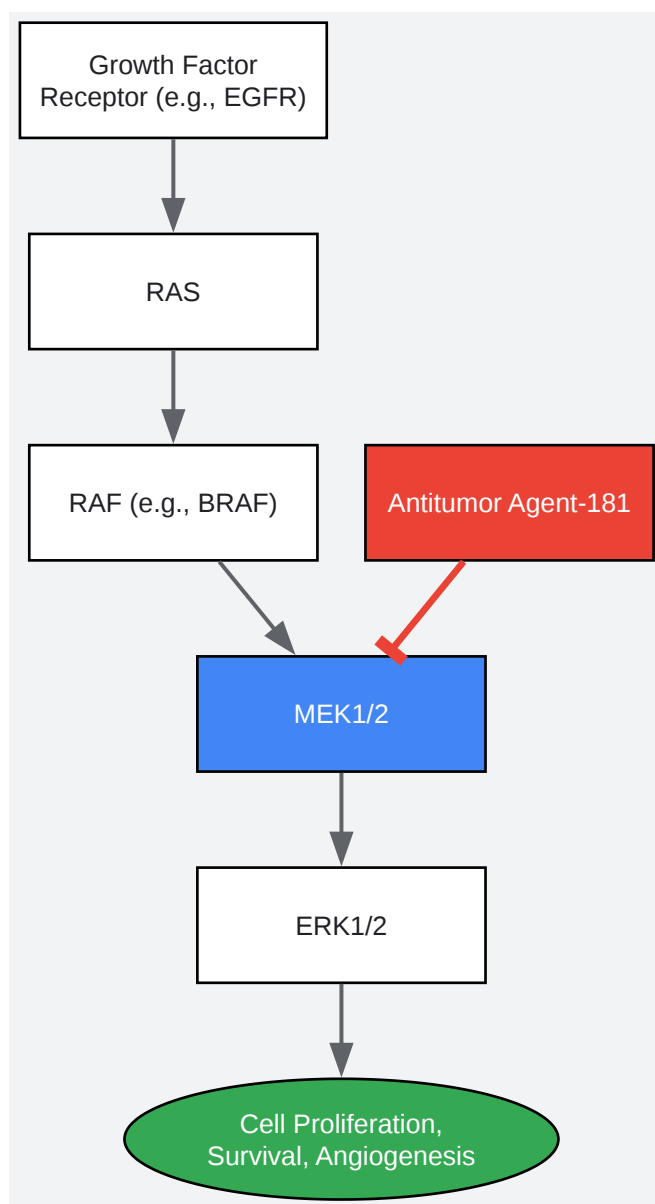 Growth Factor
Receptor (e.g., EGFR)
RAS
RAF (e.g., BRAF)
Antitumor Agent-181
MEK1/2
ERK1/2
Cell Proliferation,
Survival, Angiogenesis